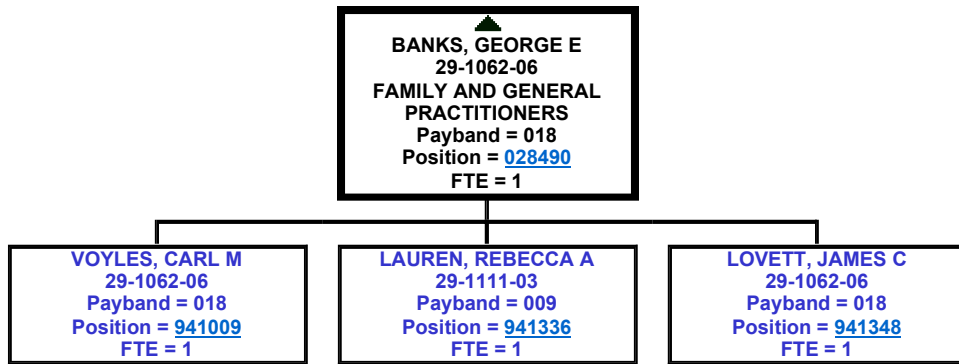 BANKS, GEORGE E
29-1062-06
FAMILY AND GENERAL
PRACTITIONERS
Payband = 018
Position = 028490
FTE = 1
VOYLES, CARL M
29-1062-06
Payband = 018
Position = 941009
FTE = 1
LAUREN, REBECCA A
29-1111-03
Payband = 009
Position = 941336
FTE = 1
LOVETT, JAMES C
29-1062-06
Payband = 018
Position = 941348
FTE = 1